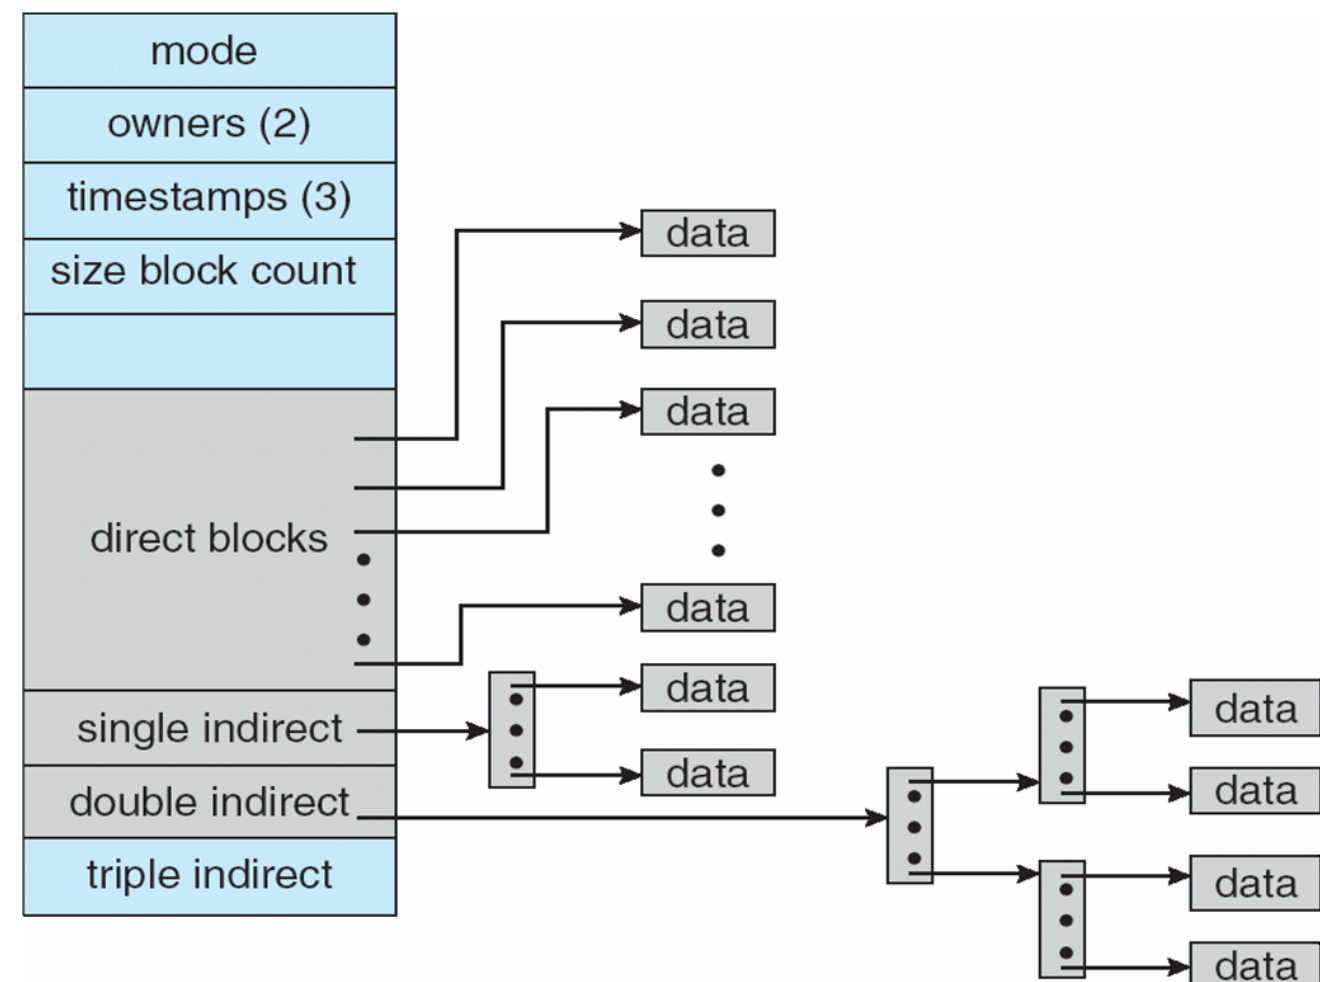 mode
owners (2)
timestamps (3)
size block count
direct blocks
single indirect
double indirect
triple indirect
data
data
data
data
data
data
data
data
data
data